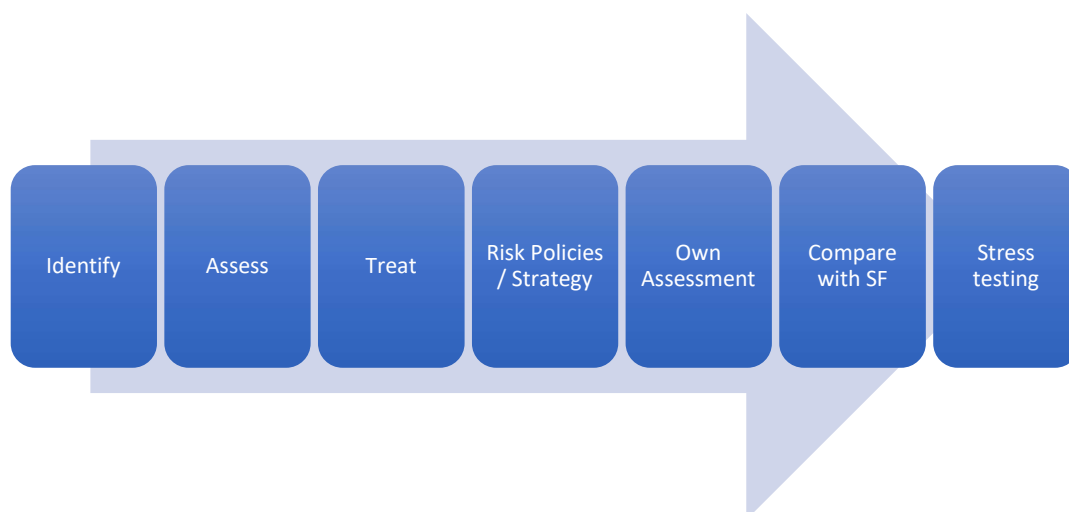 Identify
Assess
Treat
Risk Policies
/ Strategy
Own
Assessment
Compare
with SF
Stress
testing